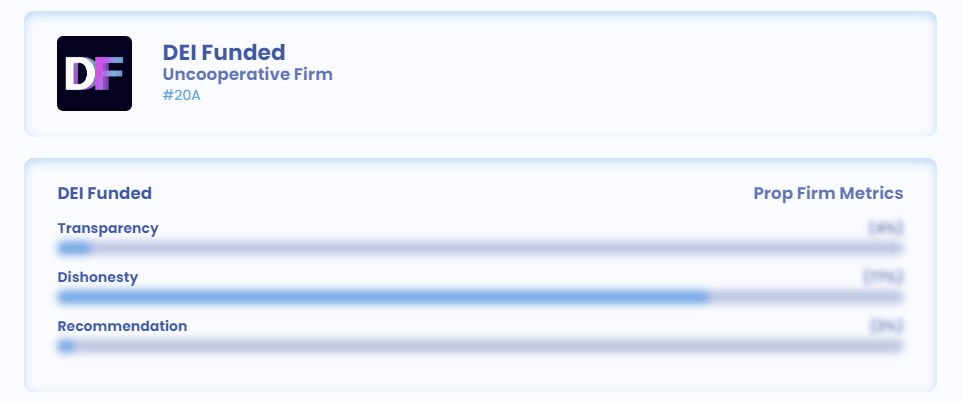 DF
DEI Funded
Uncooperative Firm
#20A
DEI Funded
Prop Firm Metrics
Transparency
Dishonesty
Recommendation